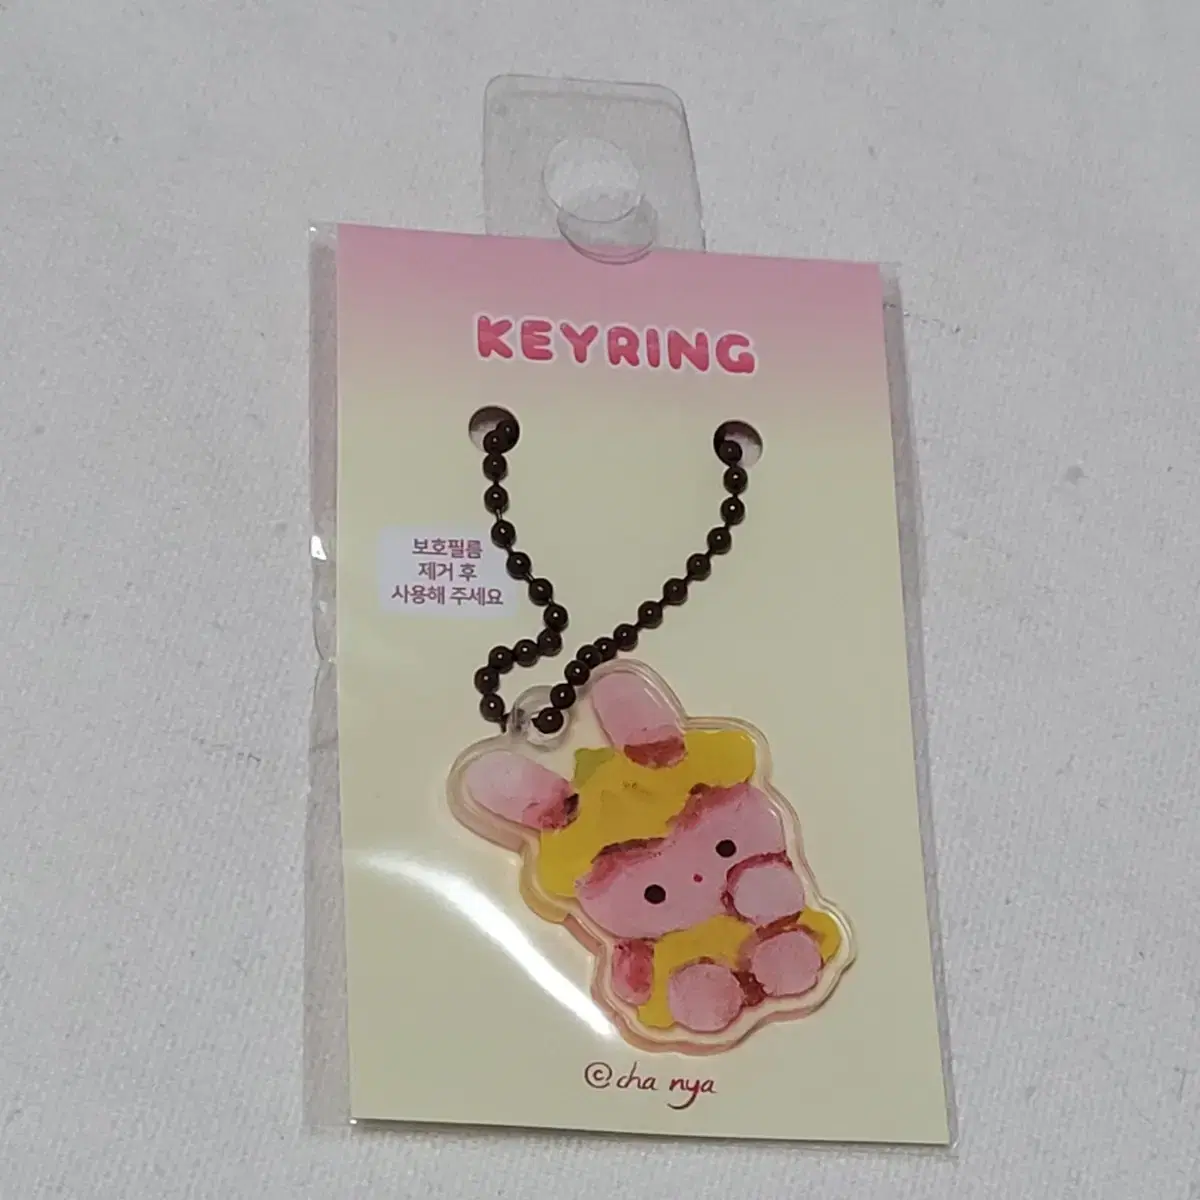 KEYRING
보호필름
제거 후
사용해 주세요
©cha nya